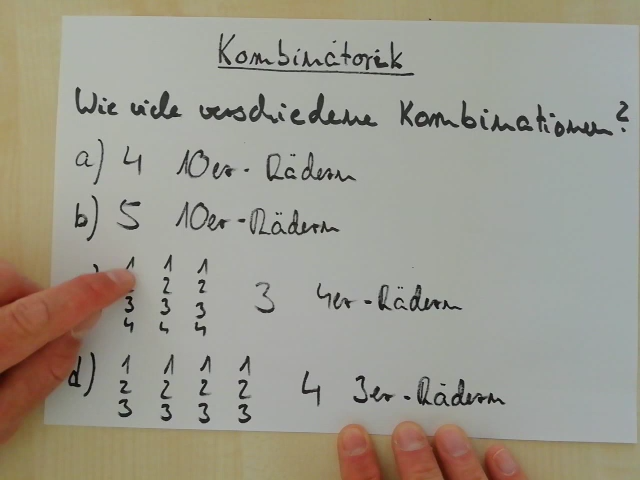 Kombinatorik
Wie viele verschiedene Kombinationen?
a) 4 10er-Rädern
b) 5 10er-Rädern
) 1 1 1
2 2
3 3 3 3 4er-Rädern
4 4 4
1 1 1 1
d) 2 2 2 2 4 3er-Rädern
3 3 3 3